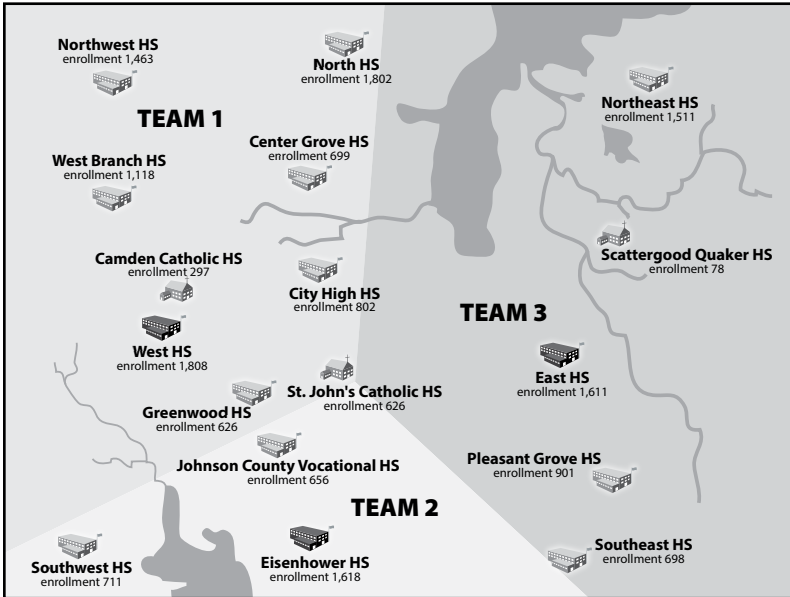 Northwest HS
enrollment 1,463
North HS
enrollment 1,802
Northeast HS
enrollment 1,511
TEAM 1
Center Grove HS
enrollment 699
West Branch HS
enrollment 1,118
Camden Catholic HS
enrollment 297
City High HS
enrollment 802
Scattergood Quaker HS
enrollment 78
TEAM 3
West HS
enrollment 1,808
East HS
enrollment 1,611
St. John's Catholic HS
enrollment 626
Greenwood HS
enrollment 626
Johnson County Vocational HS
enrollment 656
Pleasant Grove HS
enrollment 901
TEAM 2
Southwest HS
enrollment 711
Eisenhower HS
enrollment 1,618
Southeast HS
enrollment 698